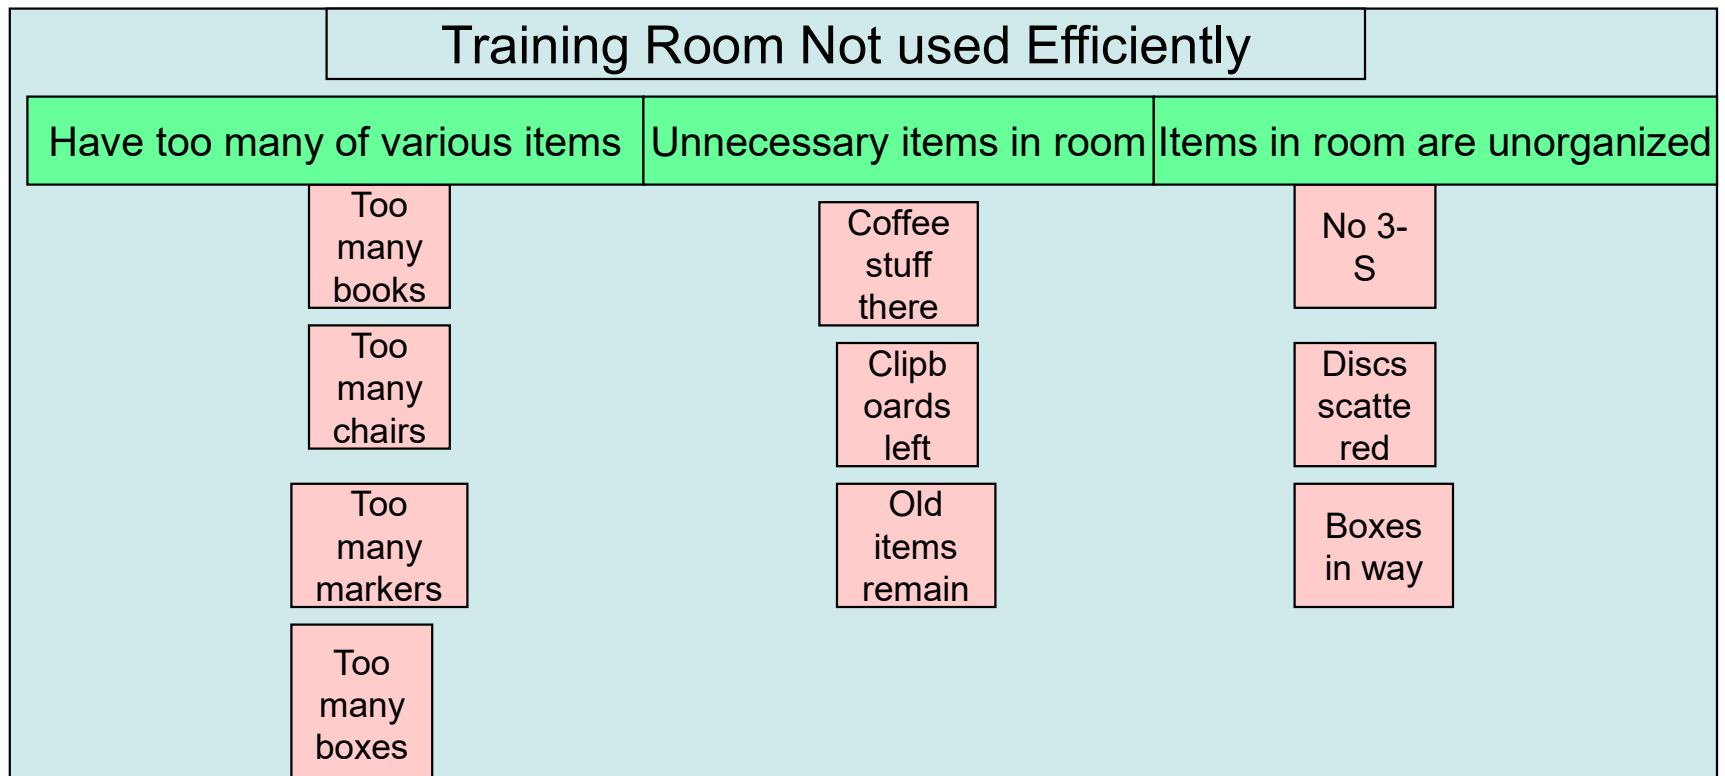 Training Room Not used Efficiently
Have too many of various items
Unnecessary items in room
Items in room are unorganized
Too
many
books
Too
many
chairs
Too
many
markers
Too
many
boxes
Coffee
stuff
there
Clipb
oards
left
Old
items
remain
No 3-
S
Discs
scatte
red
Boxes
in way